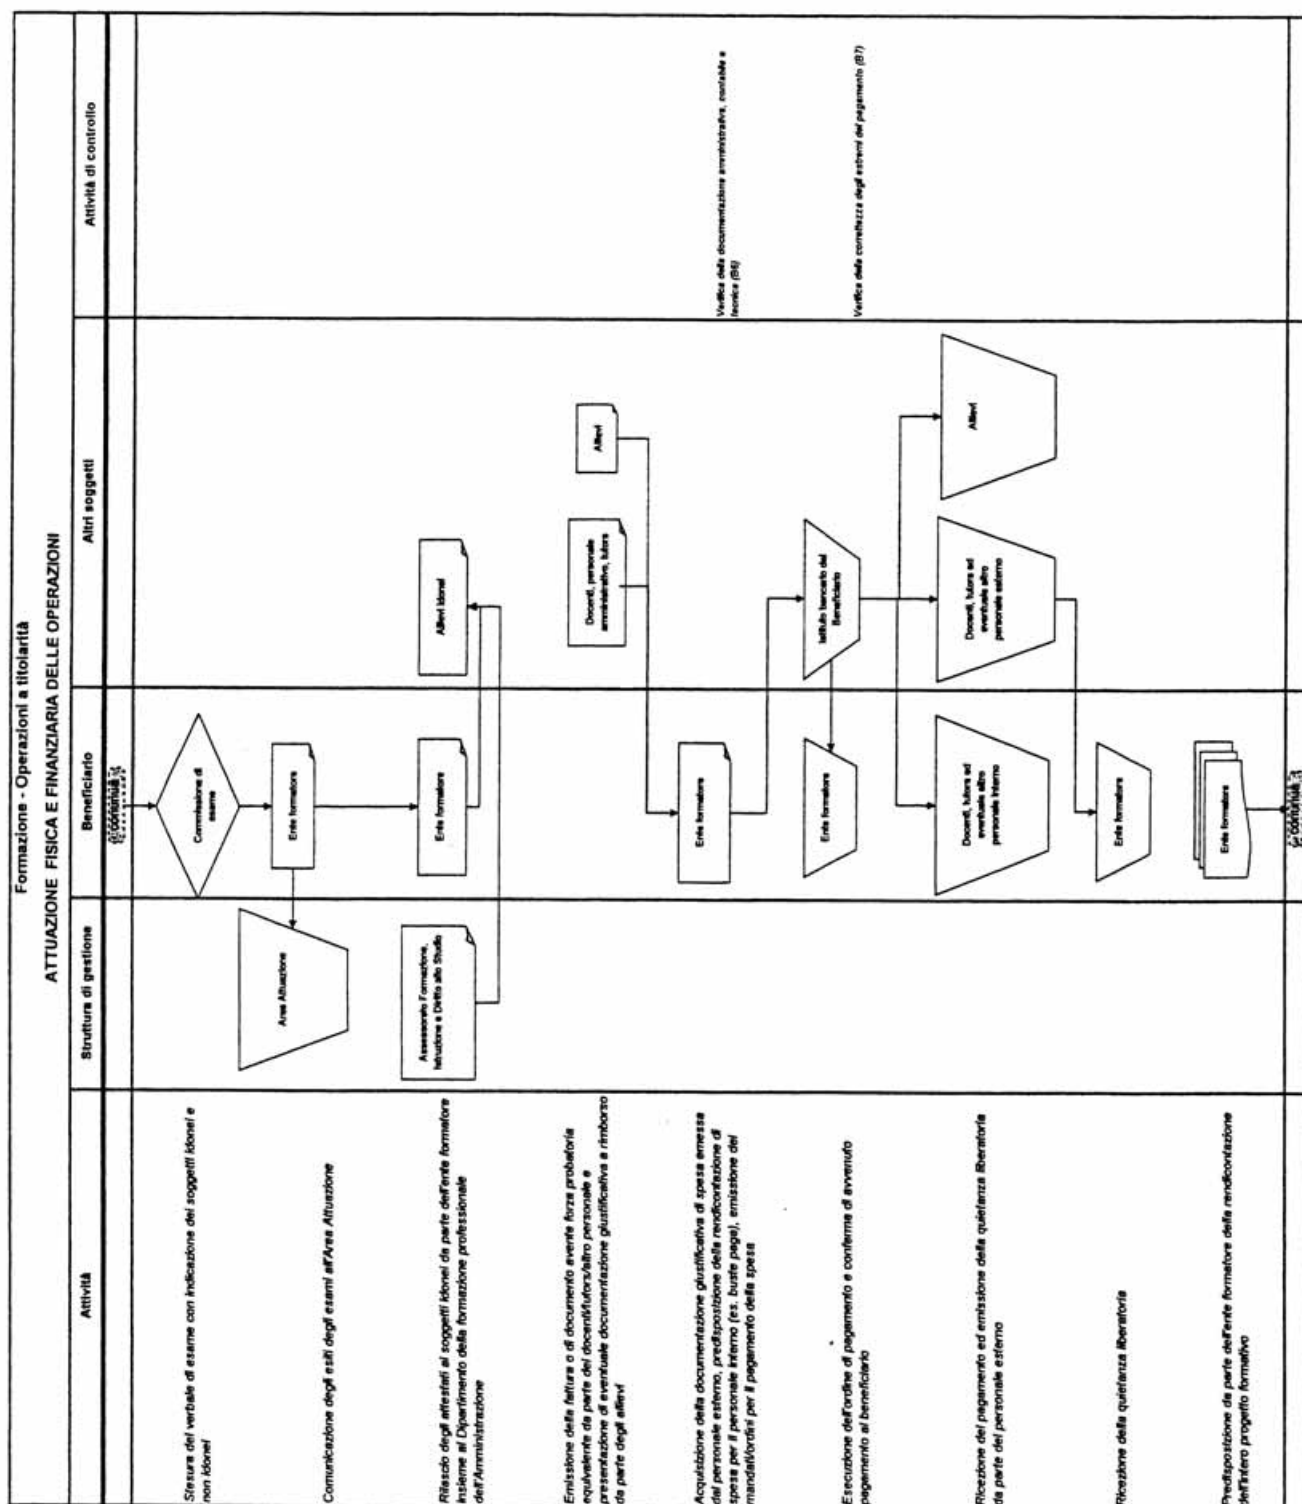 Formazione - Operazioni a titolarità
ATTUAZIONE FISICA E FINANZIARIA DELLE OPERAZIONI
Attività
Struttura di gestione
Beneficiario
Altri soggetti
Attività di controllo
continua
Stesura del verbale di esame con indicazione dei soggetti idonei e
non idonei
Commissione di
esame
Comunicazione degli esiti degli esami all'Area Attuazione
Area Attuazione
Ente formatore
Rilascio degli attestati ai soggetti idonei da parte dell'ente formatore
insieme al Dipartimento della formazione professionale
dell'Amministrazione
Assessorato Formazione,
Istruzione e Diritto allo Studio
Ente formatore
Allievi idonei
Emissione della fattura o di documento avente forza probatoria
equivalente da parte dei docenti/tutors/altro personale e
presentazione di eventuale documentazione giustificativa a rimborso
da parte degli allievi
Docenti, personale
amministrativo, tutors
Allievi
Acquisizione della documentazione giustificativa di spesa emessa
dal personale esterno, predisposizione della rendicontazione di
spesa per il personale interno (es. buste paga), emissione dei
mandati/ordini per il pagamento della spesa
Ente formatore
Verifica della documentazione amministrativa, contabile e
tecnica (B6)
Esecuzione dell'ordine di pagamento e conferma di avvenuto
pagamento al beneficiario
Ente formatore
Istituto bancario del
Beneficiario
Verifica della correttezza degli estremi del pagamento (B7)
Ricezione del pagamento ed emissione della quietanza liberatoria
da parte del personale esterno
Docenti, tutors ed
eventuale altro
personale interno
Docenti, tutors ed
eventuale altro
personale esterno
Allievi
Ricezione della quietanza liberatoria
Ente formatore
Predisposizione da parte dell'ente formatore della rendicontazione
dell'intero progetto formativo
Ente formatore
continua